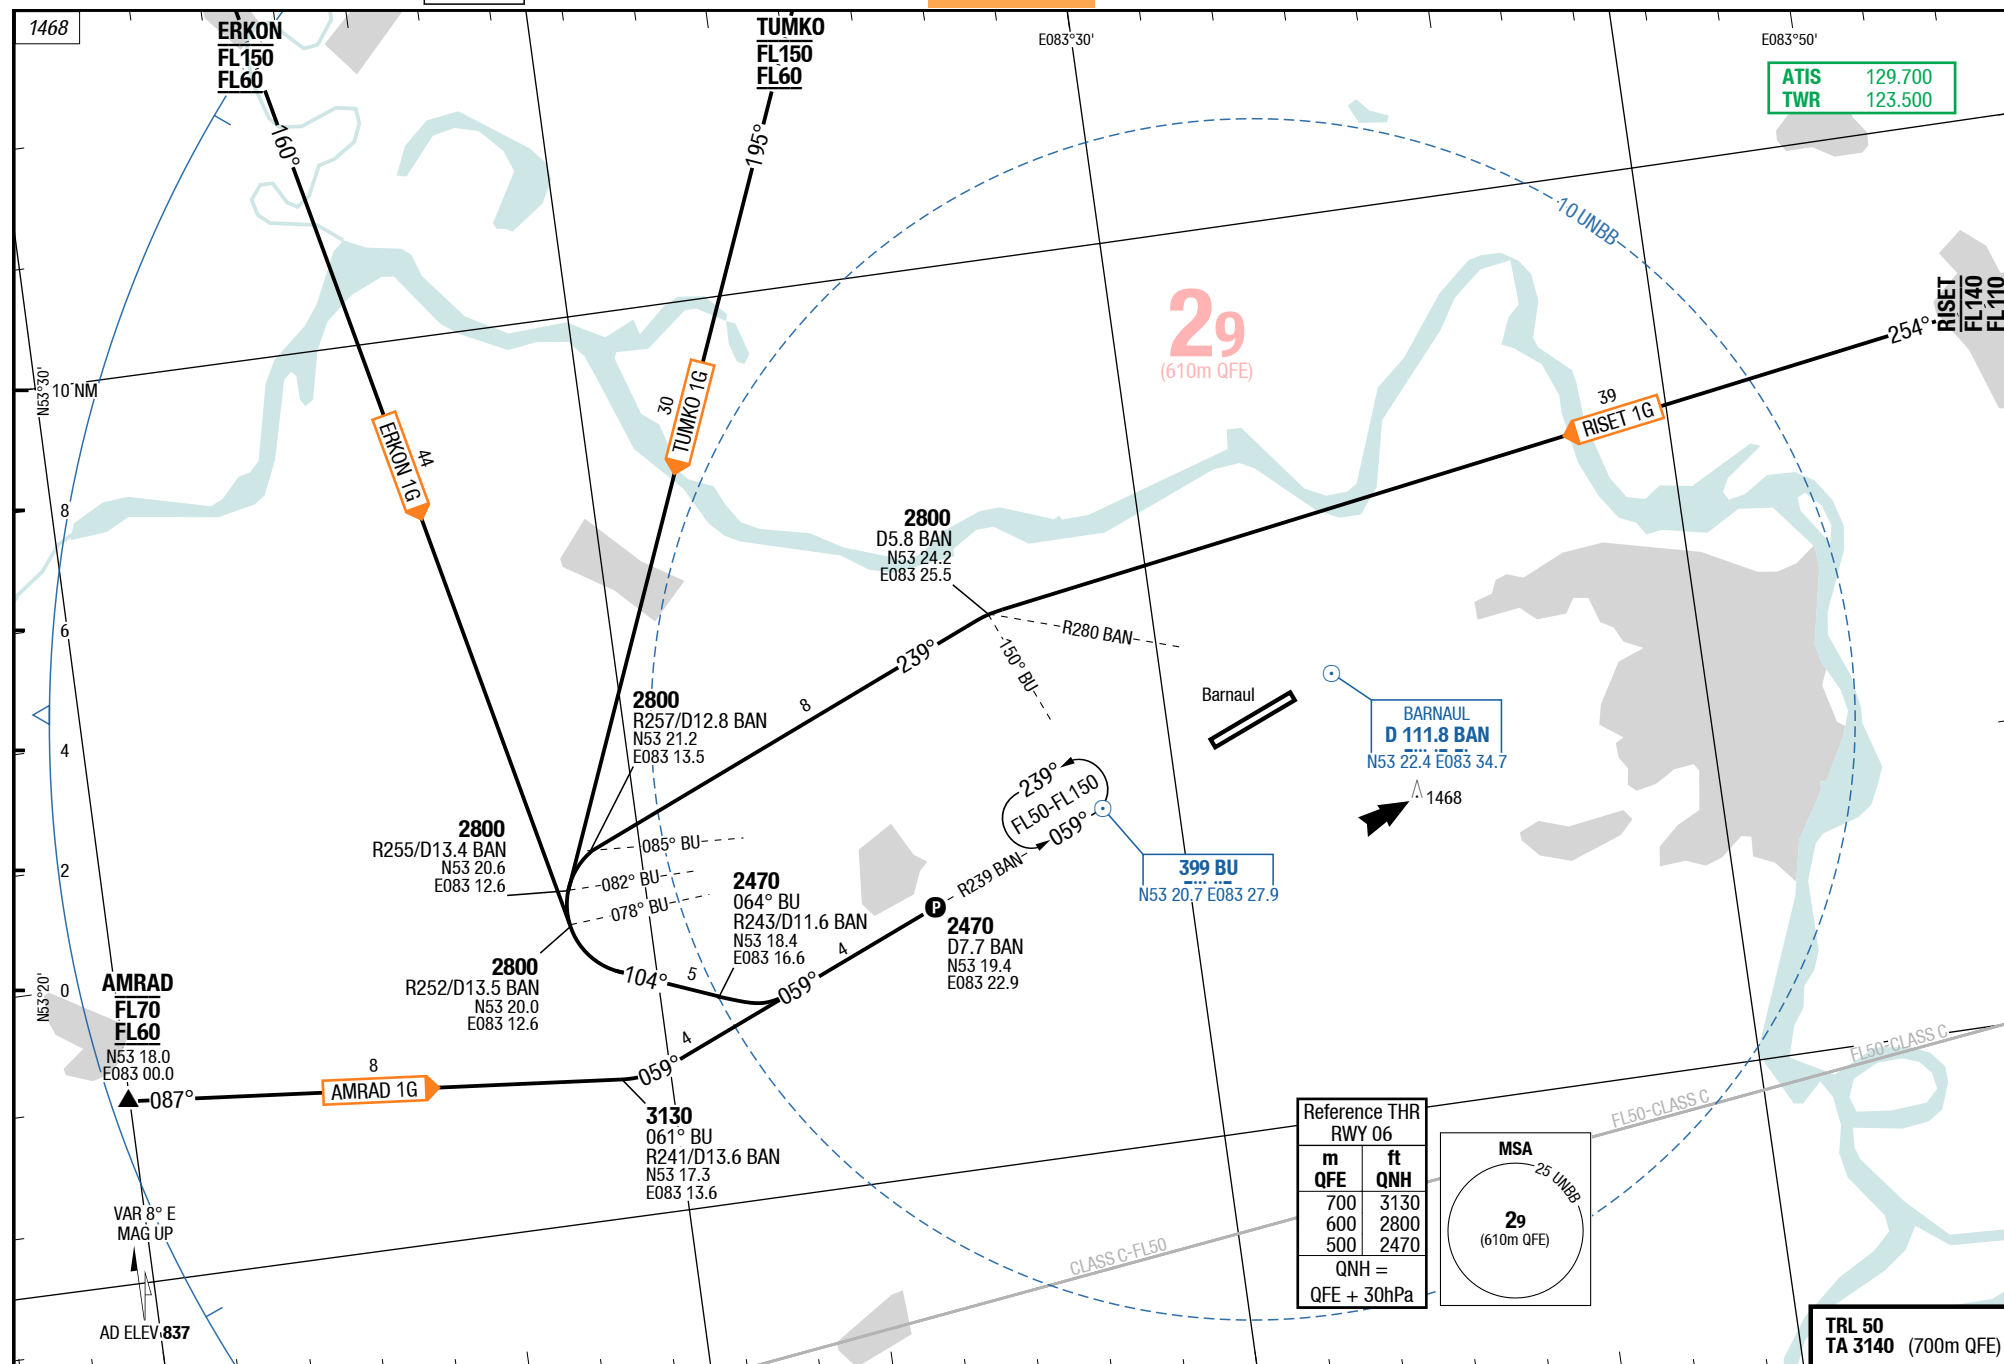 1468
ERKON
FL150
FL60
TUMKO
FL150
FL60
E083°30'
E083°50'
ATIS 129.700
TWR 123.500
160°
195°
10 UNBB
29
(610m QFE)
RISET
FL140
FL110
254°
N53°30'
10 NM
8
6
4
2
0
N53°20'
ERKON 1G
44
30
TUMKO 1G
39
RISET 1G
2800
D5.8 BAN
N53 24.2
E083 25.5
R280 BAN
150° BU
239°
8
2800
R257/D12.8 BAN
N53 21.2
E083 13.5
Barnaul
BARNAUL
D 111.8 BAN
N53 22.4 E083 34.7
1468
239°
FL50-FL150
059°
R239 BAN
399 BU
N53 20.7 E083 27.9
2800
R255/D13.4 BAN
N53 20.6
E083 12.6
085° BU
082° BU
078° BU
2470
064° BU
R243/D11.6 BAN
N53 18.4
E083 16.6
P
2470
D7.7 BAN
N53 19.4
E083 22.9
4
059°
2800
R252/D13.5 BAN
N53 20.0
E083 12.6
104°
5
AMRAD
FL70
FL60
N53 18.0
E083 00.0
087°
8
AMRAD 1G
059°
4
3130
061° BU
R241/D13.6 BAN
N53 17.3
E083 13.6
FL50-CLASS C
FL50-CLASS C
CLASS C-FL50
Reference THR
RWY 06
m ft
QFE QNH
700 3130
600 2800
500 2470
QNH =
QFE + 30hPa
MSA
25 UNBB
29
(610m QFE)
VAR 8° E
MAG UP
AD ELEV 837
TRL 50
TA 3140 (700m QFE)